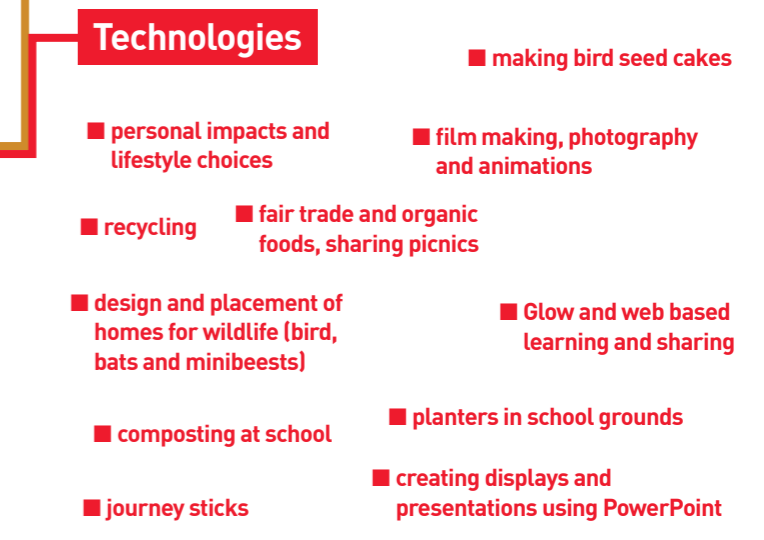 Technologies
■ making bird seed cakes
■ personal impacts and
lifestyle choices
■ film making, photography
and animations
■ recycling
■ fair trade and organic
foods, sharing picnics
■ design and placement of
homes for wildlife (bird,
bats and minibeests)
■ Glow and web based
learning and sharing
■ composting at school
■ planters in school grounds
■ journey sticks
■ creating displays and
presentations using PowerPoint